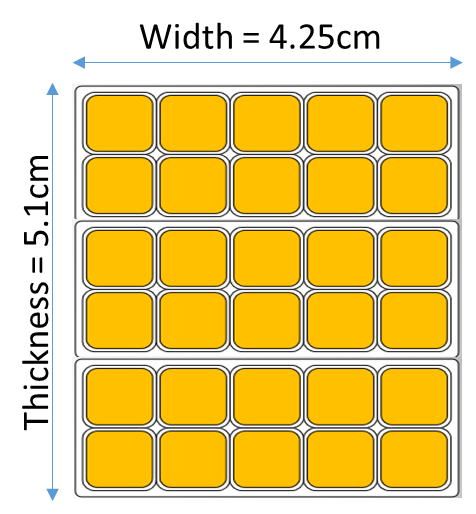 Width = 4.25cm
Thickness = 5.1cm